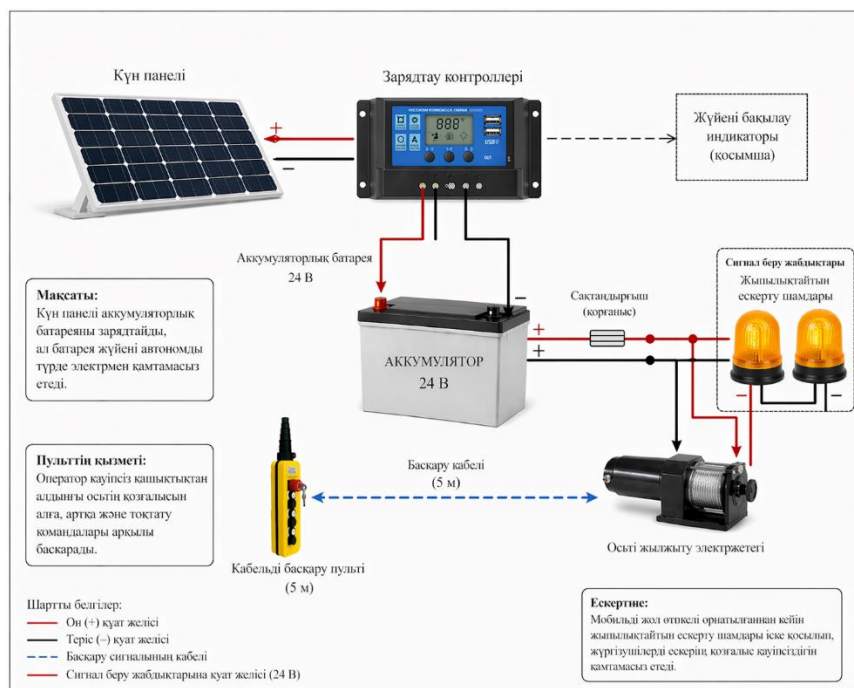 Күн панелі
Зарядтау контроллері
Жүйені бақылау
индикаторы
(қосымша)
888
USB
OUT
+
−
Аккумуляторлық батарея
24 В
−
Мақсаты:
Күн панелі аккумуляторлық
батареяны зарядтайды,
ал батарея жүйені автономды
түрде электрмен қамтамасыз
етеді.
АККУМУЛЯТОР
24 В
+
+
Сақтандырғыш
(қорғаныс)
Сигнал беру жабдықтары
Жыпылықтайтын
ескерту шамдары
−
−
Пульттің қызметі:
Оператор қауіпсіз қашықтықтан
алдыңғы осьтің қозғалысын
алға, артқа және тоқтату
командалары арқылы
басқарады.
Басқару кабелі
(5 м)
Кабельді басқару пульті
(5 м)
Осьті жылжыту электржетегі
Шартты белгілер:
Он (+) қуат желісі
Теріс (–) қуат желісі
Басқару сигналының кабелі
Сигнал беру жабдықтарына қуат желісі (24 В)
Ескертпе:
Мобильді жол өткелі орнатылғаннан кейін
жыпылықтайтын ескерту шамдары іске қосылып,
жүргізушілерді ескеріп, қозғалыс қауіпсіздігін
қамтамасыз етеді.